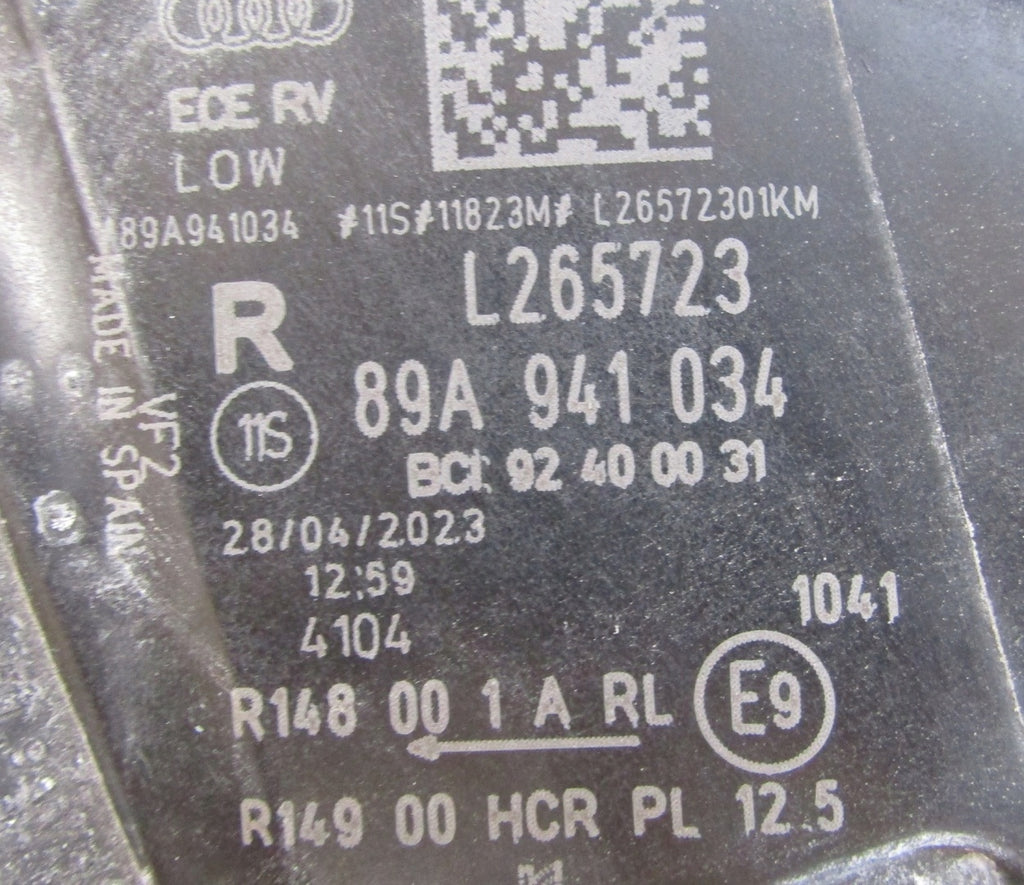 ECE RV
LOW
#89A941034 #11S#11823M# L26572301KM
L265723
R
89A 941 034
11S
BCI: 92 40 00 31
MADE IN SPAIN
VF2
28/04/2023
12:59
4104
1041
R148 00 1 A RL
E9
R149 00 HCR PL 12.5